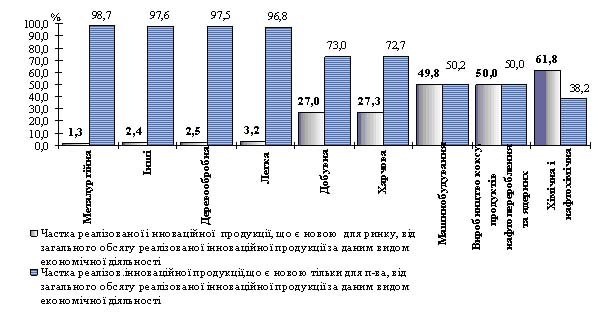 %
100,0
90,0
80,0
70,0
60,0
50,0
40,0
30,0
20,0
10,0
0,0
1,3 98,7
2,4 97,6
2,5 97,5
3,2 96,8
27,0 73,0
27,3 72,7
49,8 50,2
50,0 50,0
61,8 38,2
Металургійна
Інші
Деревообробна
Легка
Добувна
Харчова
Машинобудування
Виробництво коксу,
продуктів
нафтоперероблення
та ядерних
Хімічна і
нафтохімічна
Частка реалізованої інноваційної продукції, що є новою для ринку, від
загального обсягу реалізованої інноваційної продукції за даним видом
економічної діяльності
Частка реалізов.інноваційної продукції,що є новою тільки для п-ва, від
загального обсягу реалізованої інноваційної продукції за даним видом
економічної діяльності